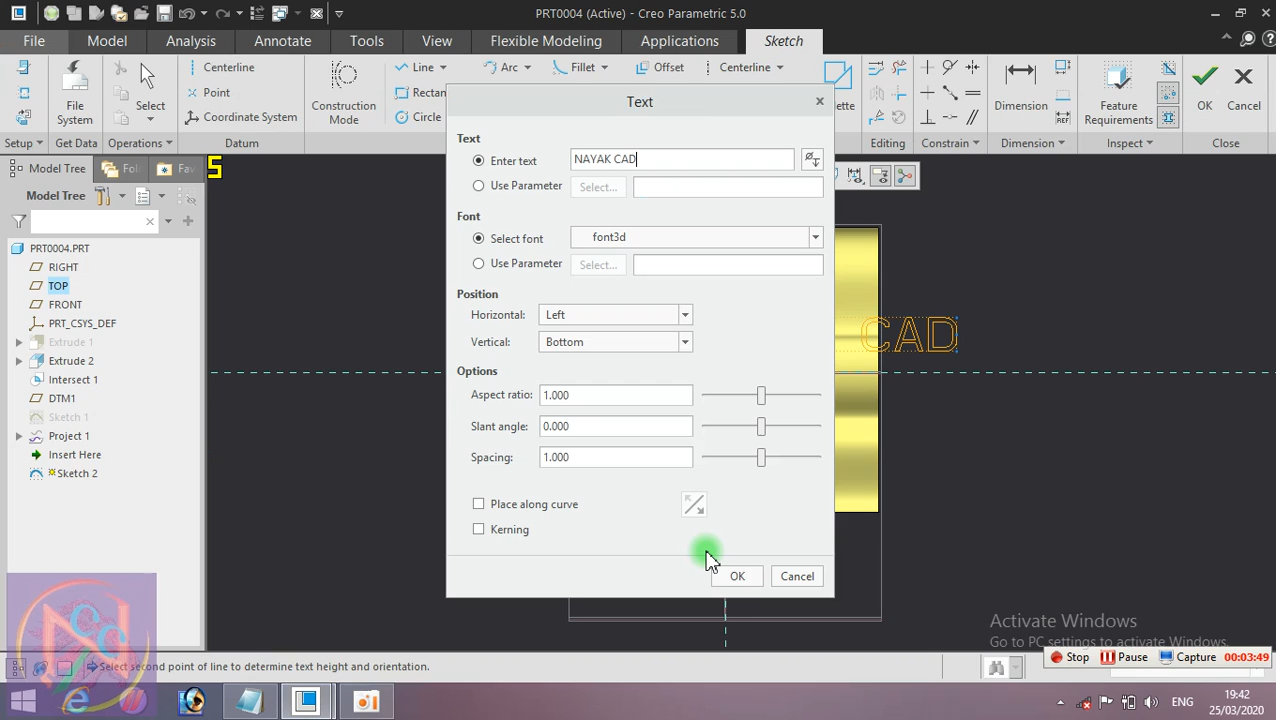 PRT0004 (Active) - Creo Parametric 5.0
File Model Analysis Annotate Tools View Flexible Modeling Applications Sketch
Centerline Line Arc Fillet Offset Centerline
Point
Coordinate System Circle
File System Select Construction Mode Dimension Feature Requirements OK Cancel
Setup Get Data Operations Datum Editing Constrain Dimension Inspect
Model Tree
5
Model Tree
PRT0004.PRT
RIGHT
TOP
FRONT
PRT_CSYS_DEF
Extrude 1
Extrude 2
Intersect 1
DTM1
Sketch 1
Project 1
Insert Here
Sketch 2
Text
Text
Enter text NAYAK CAD
Use Parameter Select...
Font
Select font font3d
Use Parameter Select...
Position
Horizontal: Left
Vertical: Bottom
Options
Aspect ratio: 1.000
Slant angle: 0.000
Spacing: 1.000
Place along curve
Kerning
OK Cancel
CAD
Activate Windows
Go to PC settings to activate Windows.
Select second point of line to determine text height and orientation.
Stop Pause Capture 00:03:49
ENG
19:42
25/03/2020